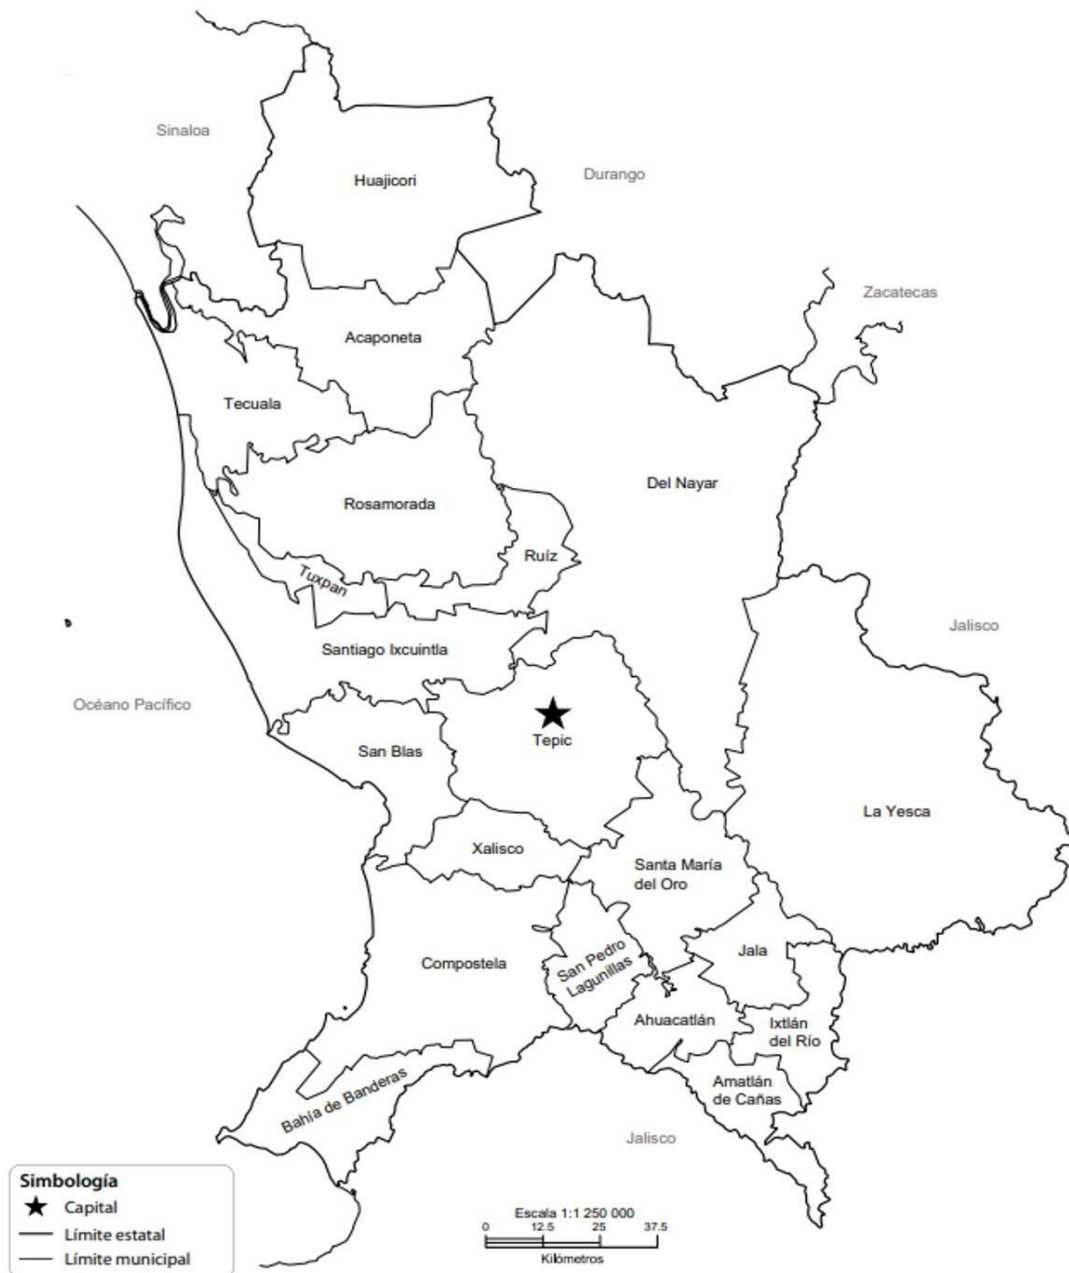 Sinaloa
Huajicori
Durango
Zacatecas
Acaponeta
Tecuala
Del Nayar
Rosamorada
Ruíz
Tuxpan
Jalisco
Santiago Ixcuintla
Océano Pacífico
Tepic
San Blas
La Yesca
Xalisco
Santa María
del Oro
Jala
Compostela
San Pedro
Lagunillas
Ahuacatlán
Ixtlán
del Río
Amatlán
de Cañas
Bahía de Banderas
Jalisco
Simbología
Capital
Límite estatal
Límite municipal
Escala 1:1 250 000
0 12.5 25 37.5
Kilómetros